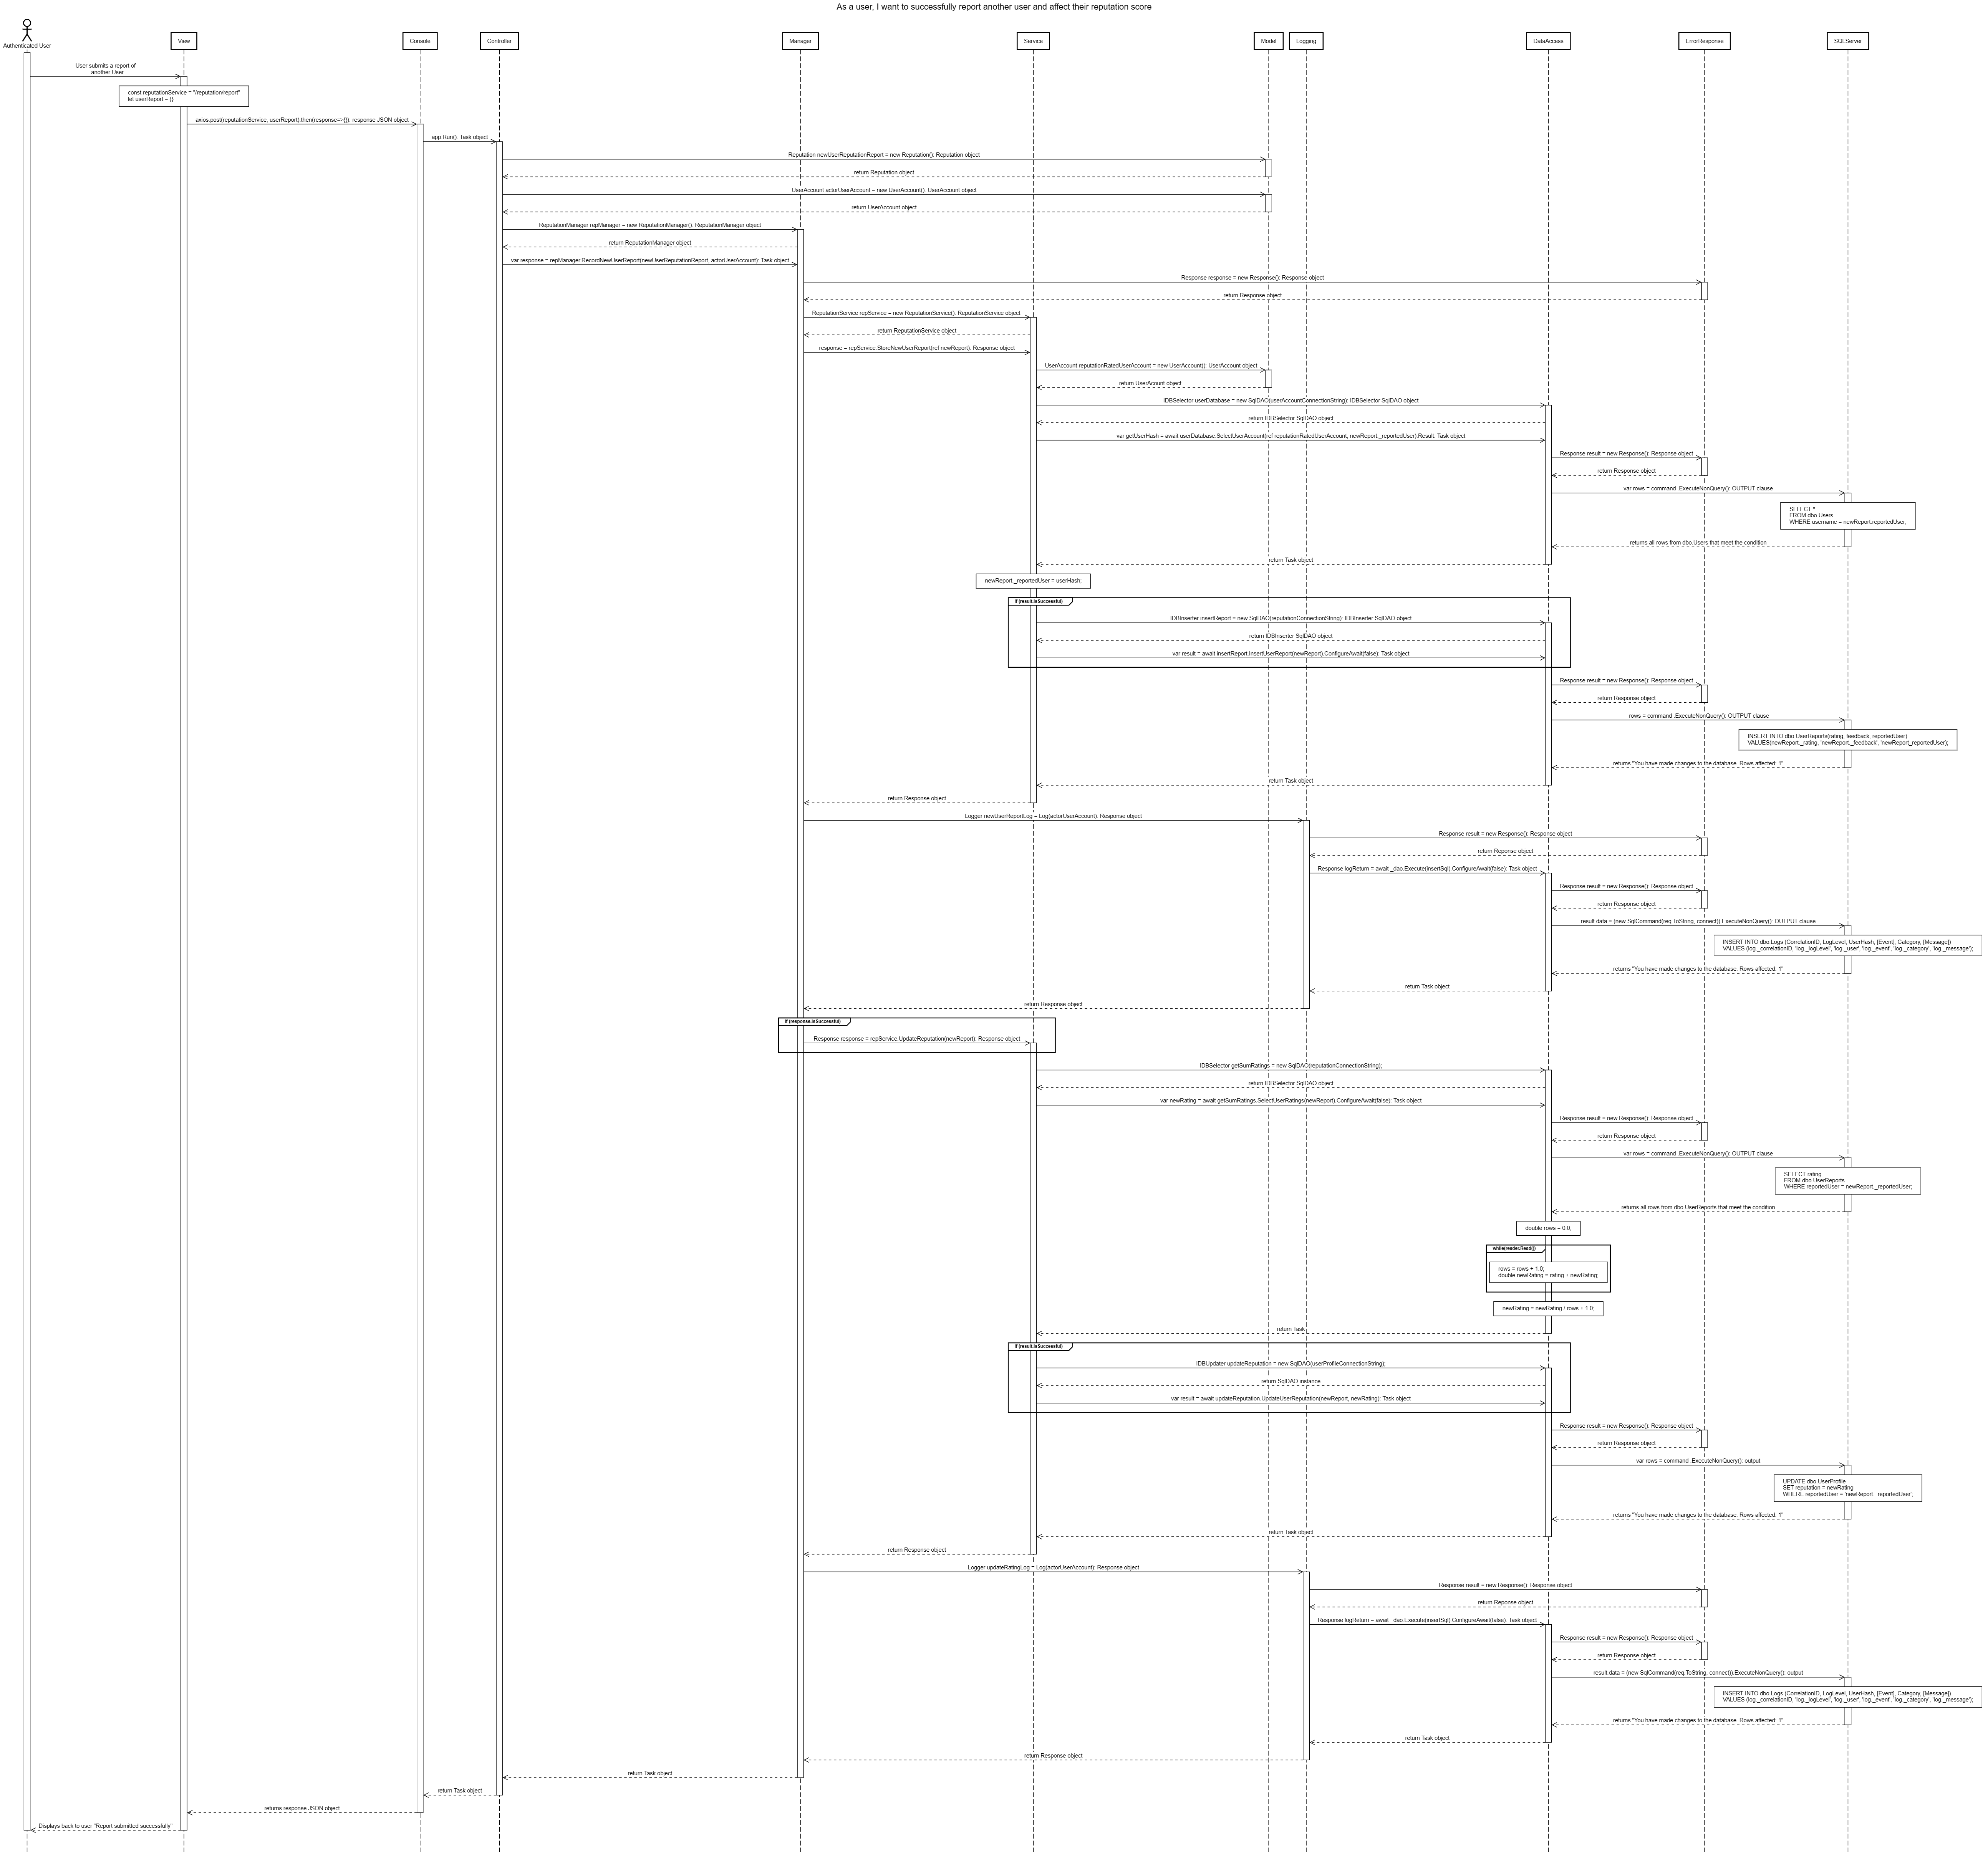 As a user, I want to successfully report another user and affect their reputation score
Authenticated User
View
Console
Controller
Manager
Service
Model
Logging
DataAccess
ErrorResponse
SQLServer
User submits a report of
another User
const reputationService = "/reputation/report"
let userReport = {}
axios.post(reputationService, userReport).then(response=>{}): response JSON object
app.Run(): Task object
Reputation newUserReputationReport = new Reputation(): Reputation object
return Reputation object
UserAccount actorUserAccount = new UserAccount(): UserAccount object
return UserAccount object
ReputationManager repManager = new ReputationManager(): ReputationManager object
return ReputationManager object
var response = repManager.RecordNewUserReport(newUserReputationReport, actorUserAccount): Task object
Response response = new Response(): Response object
return Response object
ReputationService repService = new ReputationService(): ReputationService object
return ReputationService object
response = repService.StoreNewUserReport(ref newReport): Response object
UserAccount reputationRatedUserAccount = new UserAccount(): UserAccount object
return UserAcount object
IDBSelector userDatabase = new SqlDAO(userAccountConnectionString): IDBSelector SqlDAO object
return IDBSelector SqlDAO object
var getUserHash = await userDatabase.SelectUserAccount(ref reputationRatedUserAccount, newReport._reportedUser).Result: Task object
Response result = new Response(): Response object
return Response object
var rows = command .ExecuteNonQuery(): OUTPUT clause
SELECT *
FROM dbo.Users
WHERE username = newReport.reportedUser;
returns all rows from dbo.Users that meet the condition
return Task object
newReport._reportedUser = userHash;
if (result.isSuccessful)
IDBInserter insertReport = new SqlDAO(reputationConnectionString): IDBInserter SqlDAO object
return IDBInserter SqlDAO object
var result = await insertReport.InsertUserReport(newReport).ConfigureAwait(false): Task object
Response result = new Response(): Response object
return Response object
rows = command .ExecuteNonQuery(): OUTPUT clause
INSERT INTO dbo.UserReports(rating, feedback, reportedUser)
VALUES(newReport._rating, 'newReport._feedback', 'newReport_reportedUser);
returns "You have made changes to the database. Rows affected: 1"
return Task object
return Response object
Logger newUserReportLog = Log(actorUserAccount): Response object
Response result = new Response(): Response object
return Reponse object
Response logReturn = await _dao.Execute(insertSql).ConfigureAwait(false): Task object
Response result = new Response(): Response object
return Response object
result.data = (new SqlCommand(req.ToString, connect)).ExecuteNonQuery(): OUTPUT clause
INSERT INTO dbo.Logs (CorrelationID, LogLevel, UserHash, [Event], Category, [Message])
VALUES (log._correlationID, 'log._logLevel', 'log._user', 'log._event', 'log._category', 'log._message');
returns "You have made changes to the database. Rows affected: 1"
return Task object
return Response object
if (response.IsSuccessful)
Response response = repService.UpdateReputation(newReport): Response object
IDBSelector getSumRatings = new SqlDAO(reputationConnectionString);
return IDBSelector SqlDAO object
var newRating = await getSumRatings.SelectUserRatings(newReport).ConfigureAwait(false): Task object
Response result = new Response(): Response object
return Response object
var rows = command .ExecuteNonQuery(): OUTPUT clause
SELECT rating
FROM dbo.UserReports
WHERE reportedUser = newReport._reportedUser;
returns all rows from dbo.UserReports that meet the condition
double rows = 0.0;
while(reader.Read())
rows = rows + 1.0;
double newRating = rating + newRating;
newRating = newRating / rows + 1.0;
return Task
if (result.isSuccessful)
IDBUpdater updateReputation = new SqlDAO(userProfileConnectionString);
return SqlDAO instance
var result = await updateReputation.UpdateUserReputation(newReport, newRating): Task object
Response result = new Response(): Response object
return Response object
var rows = command .ExecuteNonQuery(): output
UPDATE dbo.UserProfile
SET reputation = newRating
WHERE reportedUser = 'newReport._reportedUser';
returns "You have made changes to the database. Rows affected: 1"
return Task object
return Response object
Logger updateRatingLog = Log(actorUserAccount): Response object
Response result = new Response(): Response object
return Reponse object
Response logReturn = await _dao.Execute(insertSql).ConfigureAwait(false): Task object
Response result = new Response(): Response object
return Response object
result.data = (new SqlCommand(req.ToString, connect)).ExecuteNonQuery(): output
INSERT INTO dbo.Logs (CorrelationID, LogLevel, UserHash, [Event], Category, [Message])
VALUES (log._correlationID, 'log._logLevel', 'log._user', 'log._event', 'log._category', 'log._message');
returns "You have made changes to the database. Rows affected: 1"
return Task object
return Response object
return Task object
return Task object
returns response JSON object
Displays back to user "Report submitted successfully"